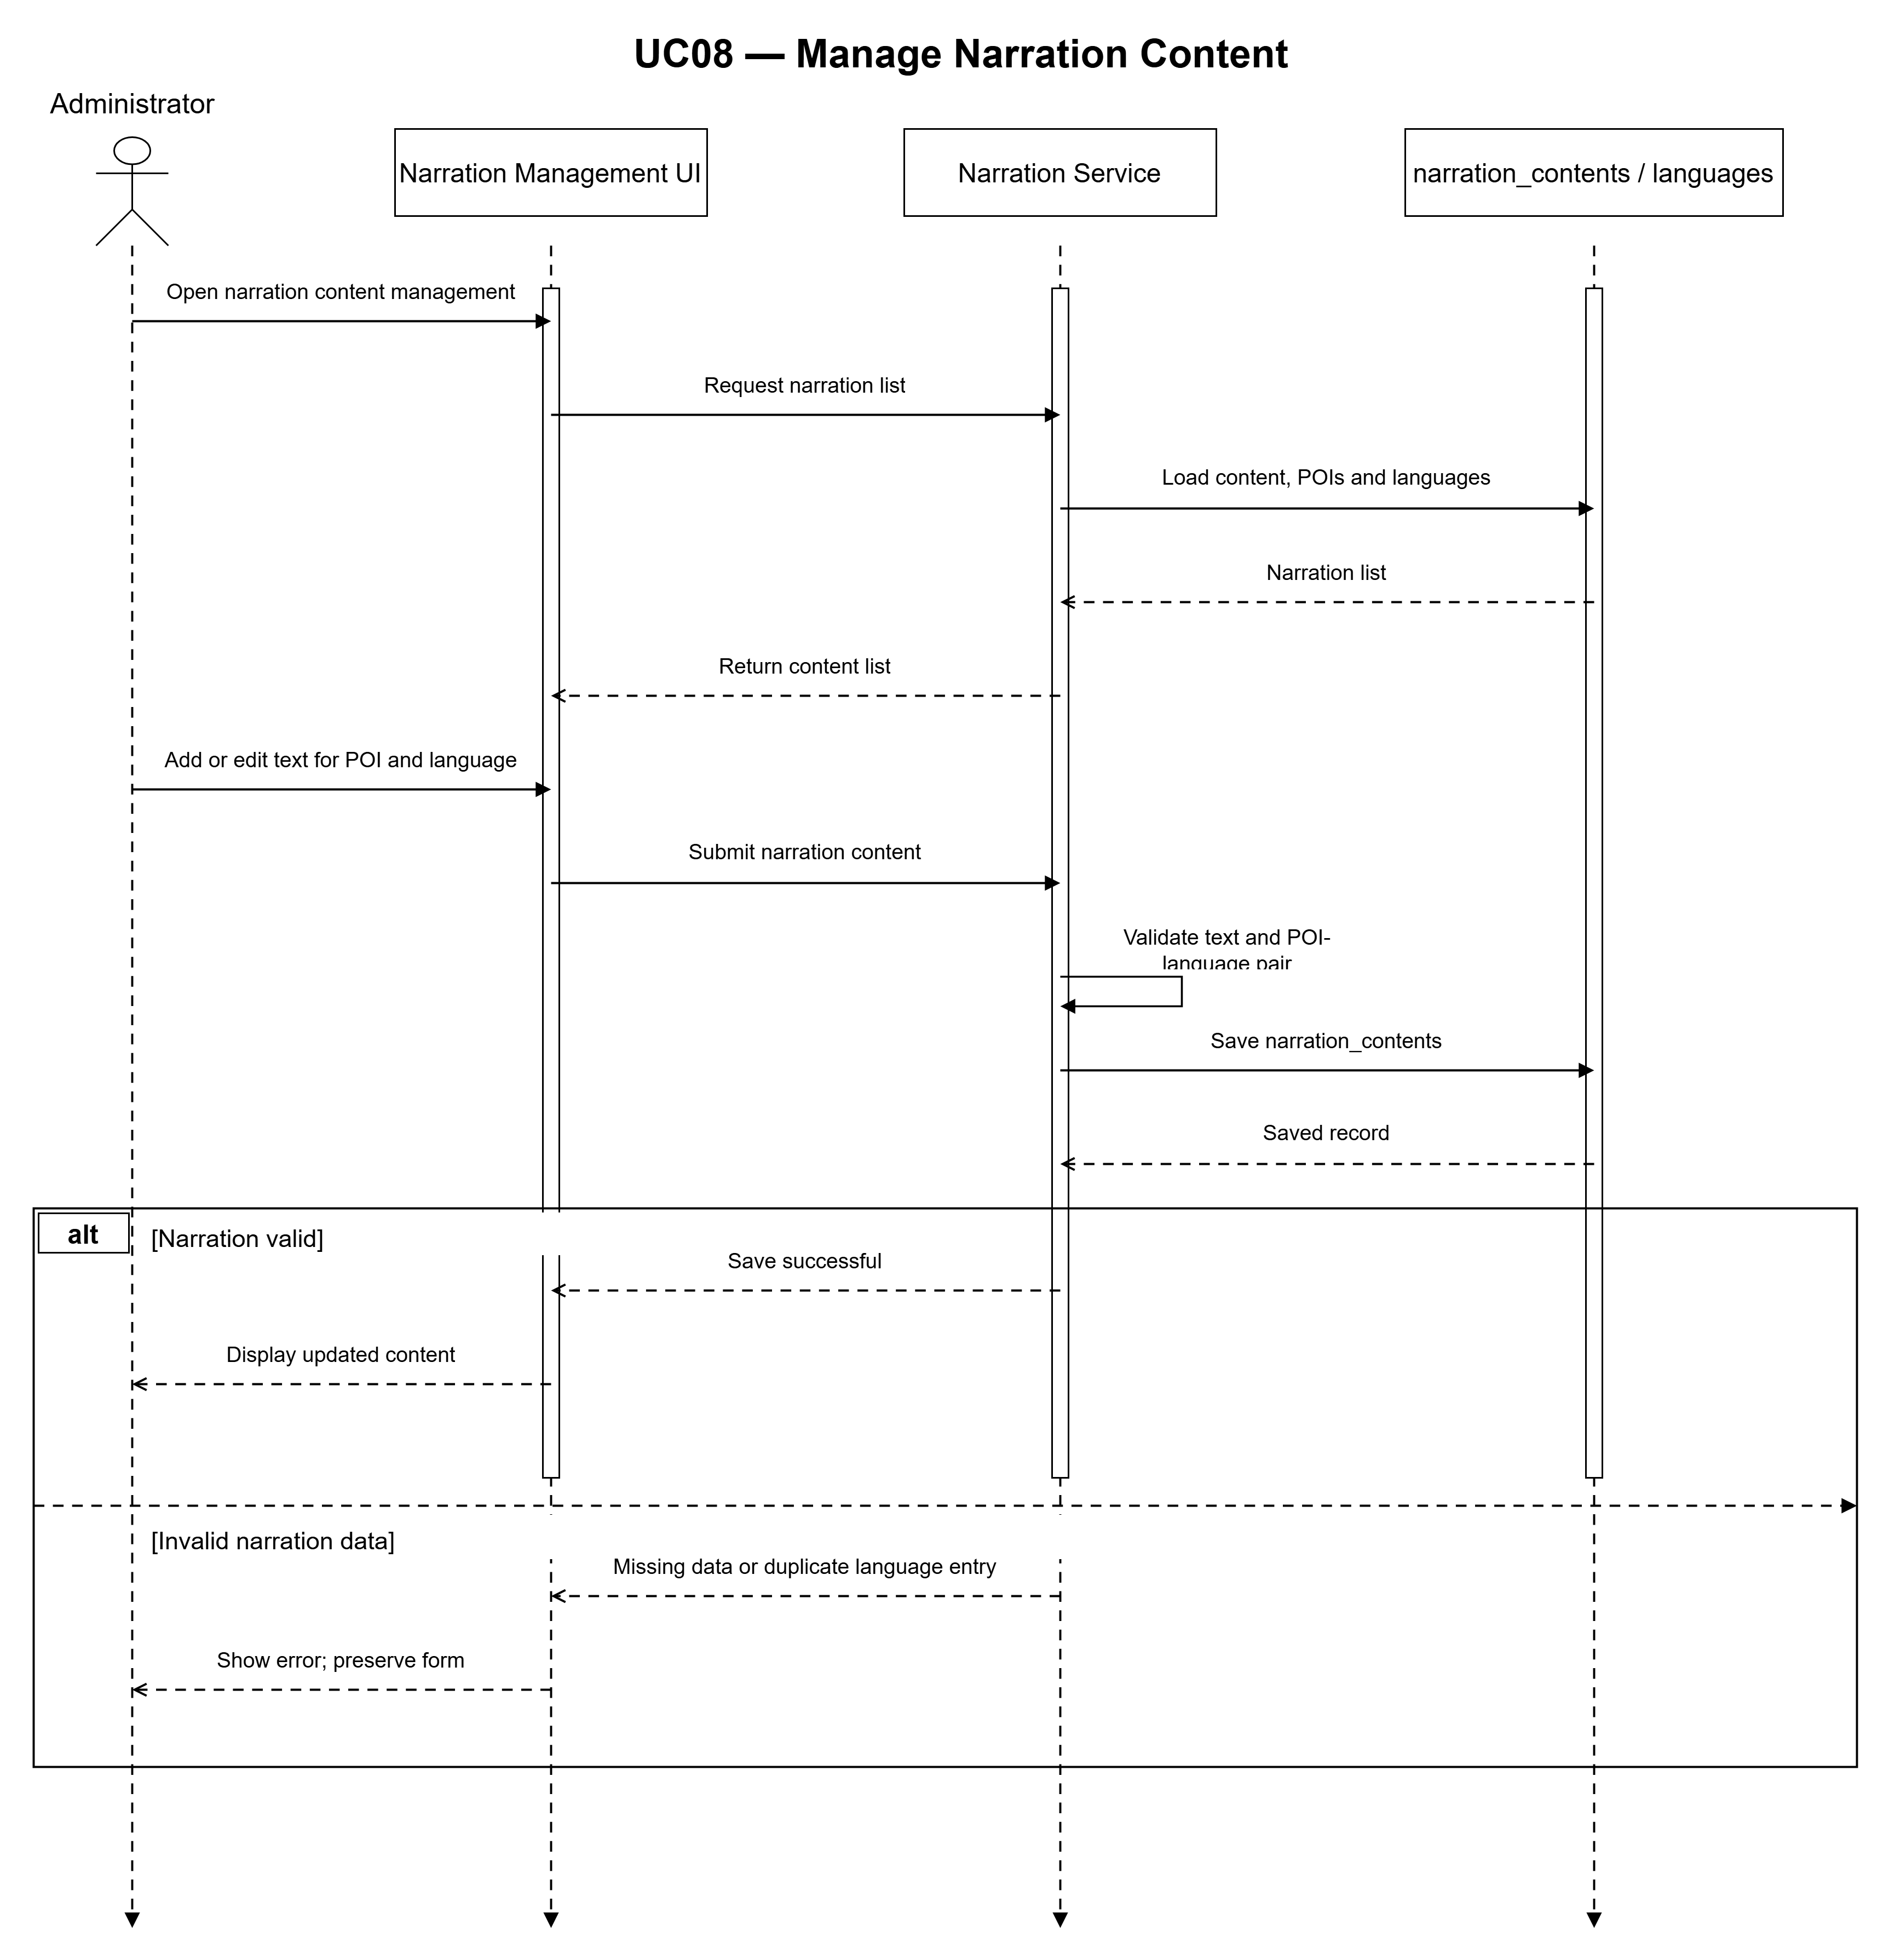 UC08 — Manage Narration Content
Administrator
Narration Management UI
Narration Service
narration_contents / languages
Open narration content management
Request narration list
Load content, POIs and languages
Narration list
Return content list
Add or edit text for POI and language
Submit narration content
Validate text and POI-
language pair
Save narration_contents
Saved record
alt
[Narration valid]
Save successful
Display updated content
[Invalid narration data]
Missing data or duplicate language entry
Show error; preserve form